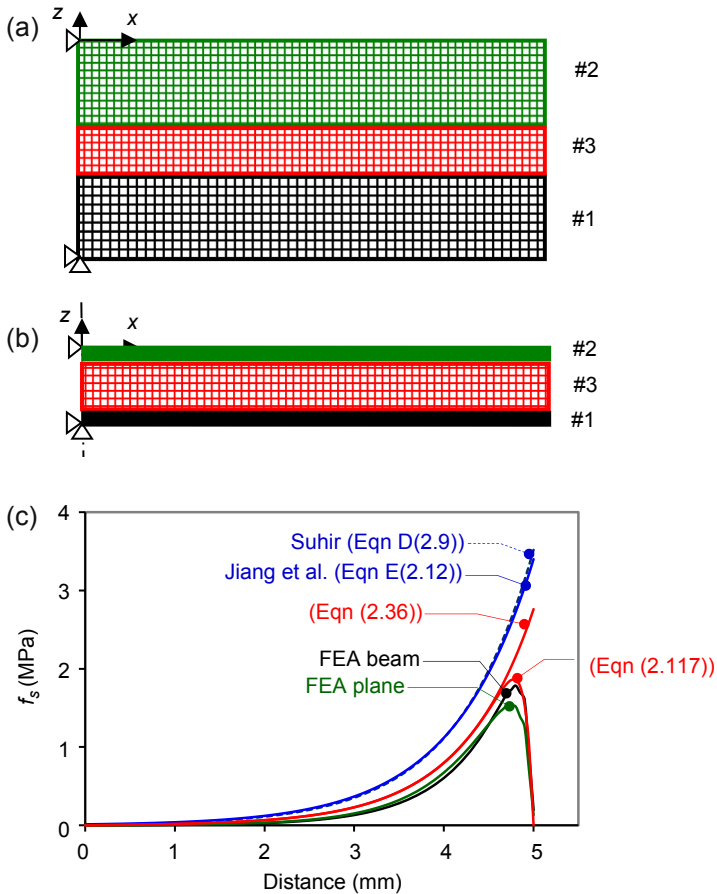 (a)
z
x
#2
#3
#1
(b)
z
x
#2
#3
#1
(c)
4
3
2
1
0
fs (MPa)
Suhir (Eqn D(2.9))
Jiang et al. (Eqn E(2.12))
(Eqn (2.36))
FEA beam
(Eqn (2.117))
FEA plane
0 1 2 3 4 5
Distance (mm)